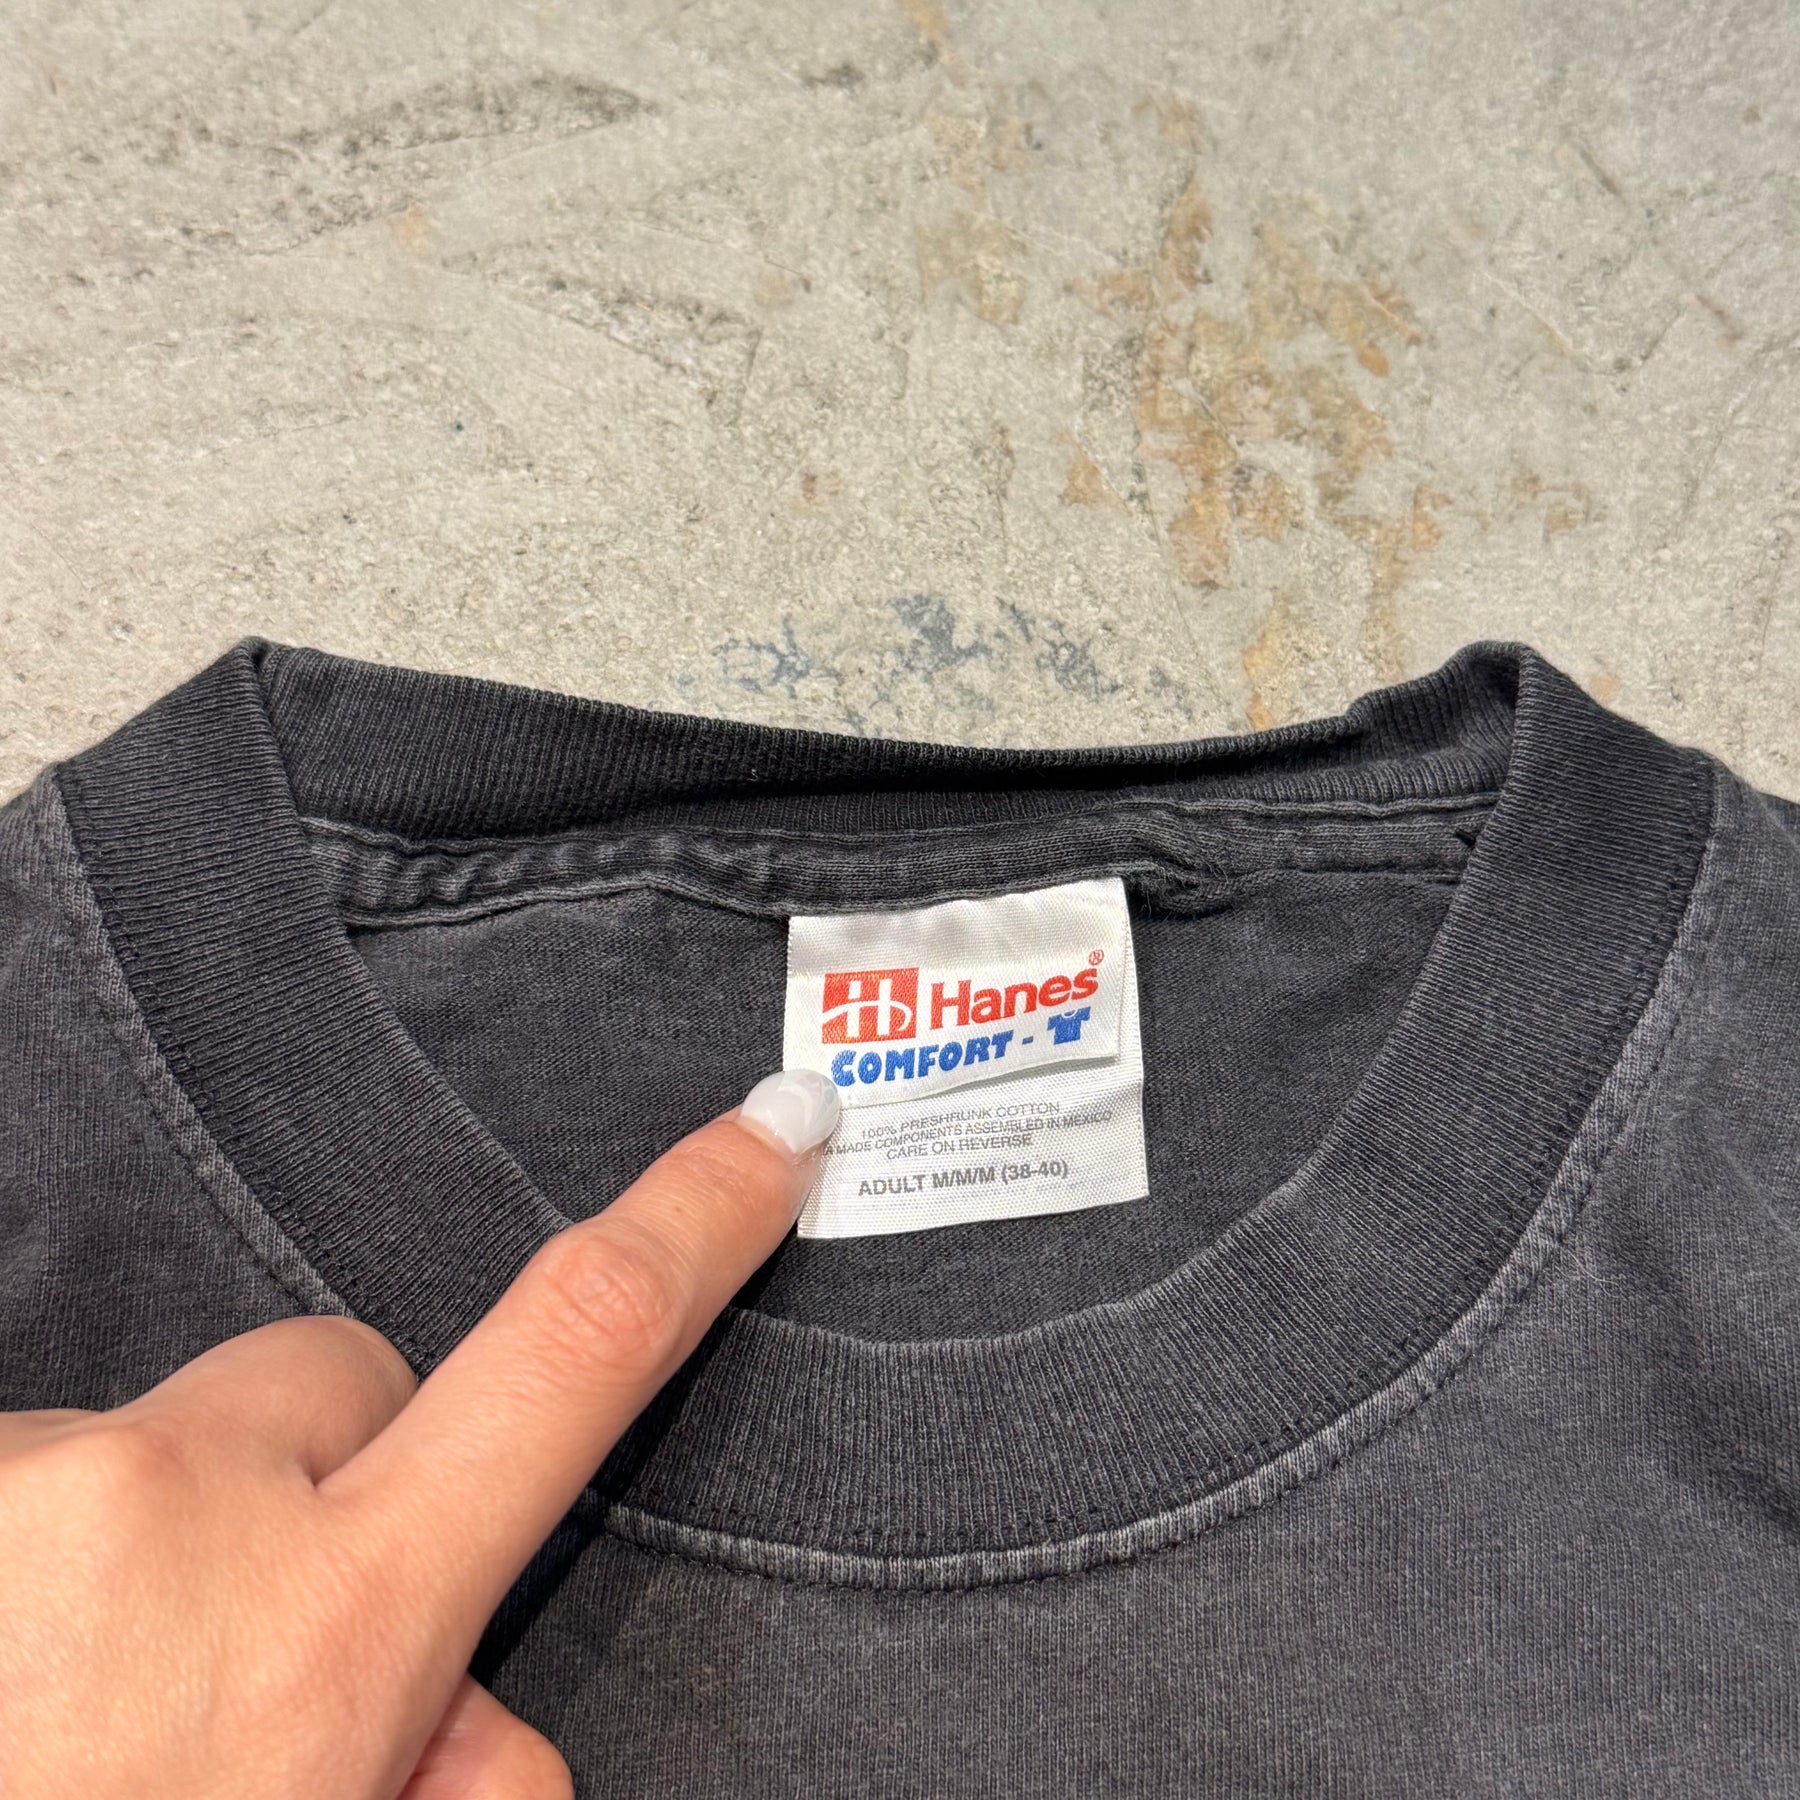 Hanes®
COMFORT-T
100% PRESHRUNK COTTON
A MADE COMPONENTS ASSEMBLED IN MEXICO
CARE ON REVERSE
ADULT M/M/M (38-40)